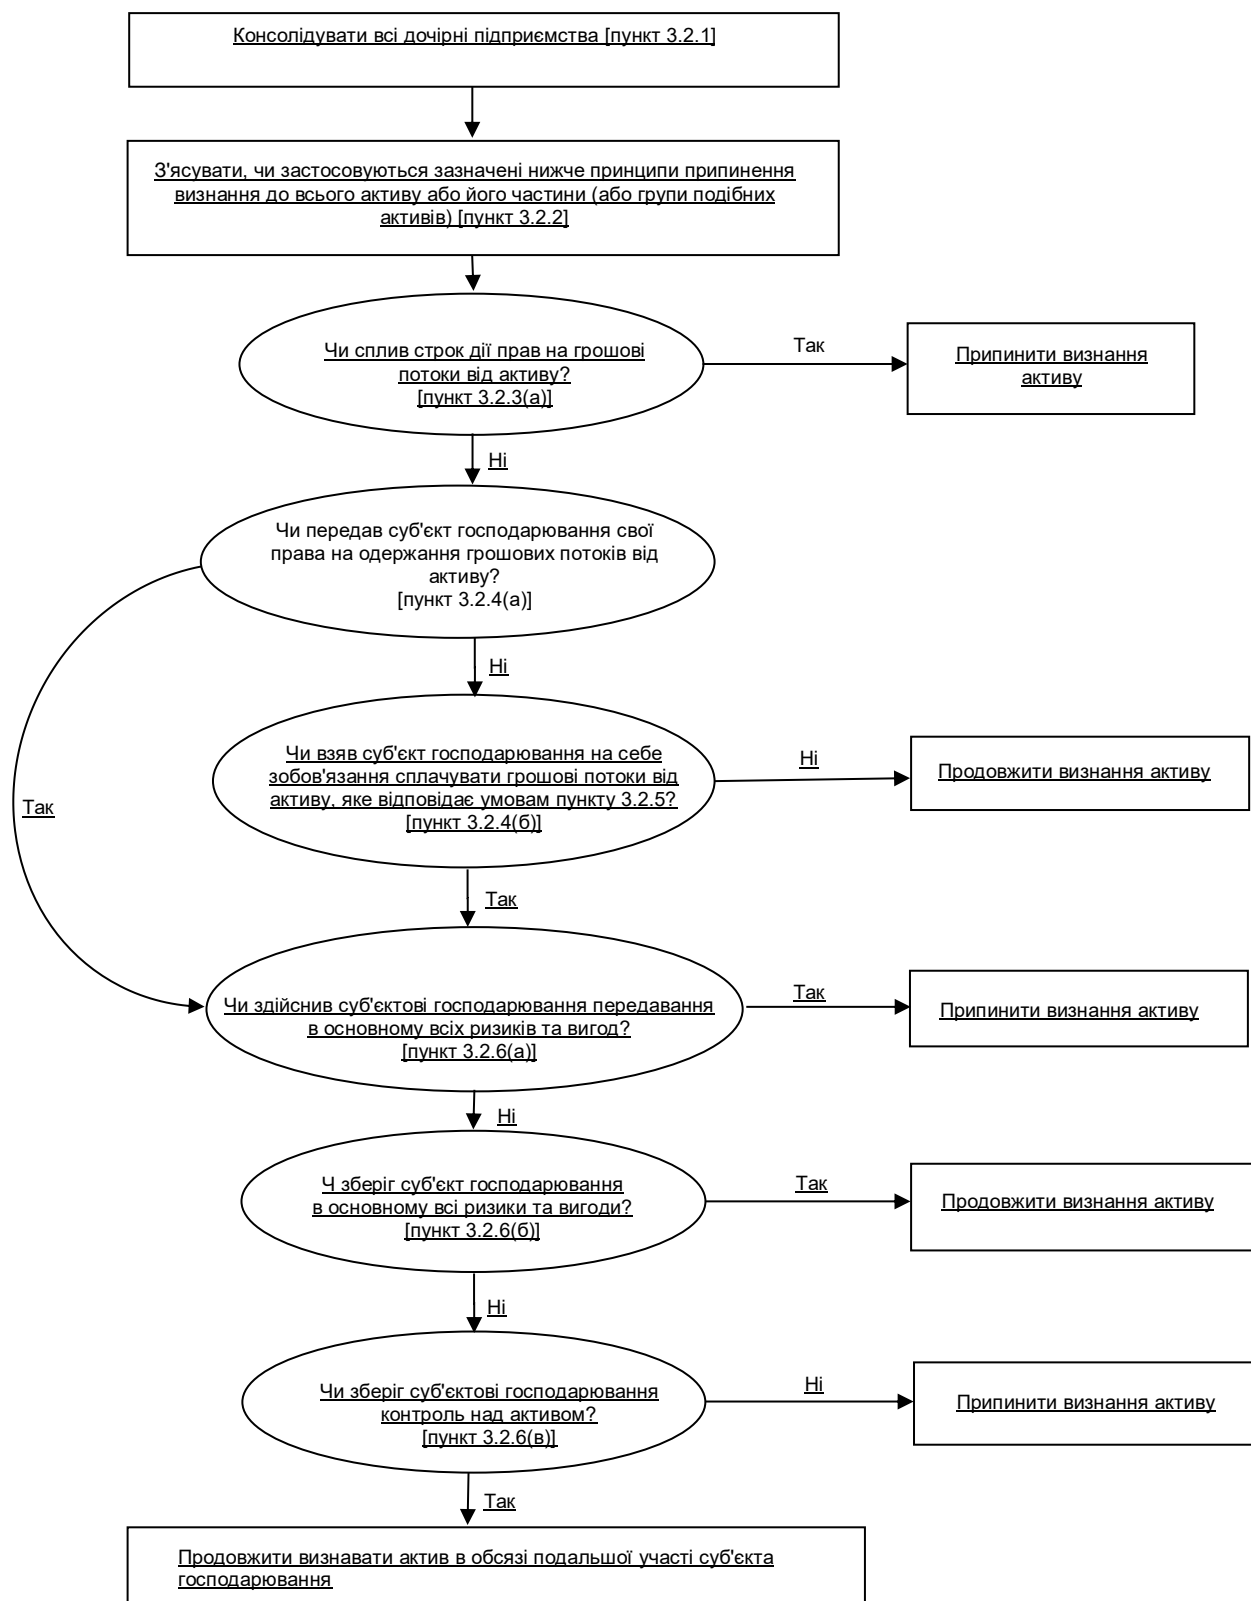 Консолідувати всі дочірні підприємства [пункт 3.2.1]
З'ясувати, чи застосовуються зазначені нижче принципи припинення
визнання до всього активу або його частини (або групи подібних
активів) [пункт 3.2.2]
Чи сплив строк дії прав на грошові
потоки від активу?
[пункт 3.2.3(а)]
Так
Припинити визнання
активу
Ні
Чи передав суб'єкт господарювання свої
права на одержання грошових потоків від
активу?
[пункт 3.2.4(а)]
Ні
Так
Чи взяв суб'єкт господарювання на себе
зобов'язання сплачувати грошові потоки від
активу, яке відповідає умовам пункту 3.2.5?
[пункт 3.2.4(б)]
Ні
Продовжити визнання активу
Так
Чи здійснив суб'єктові господарювання передавання
в основному всіх ризиків та вигод?
[пункт 3.2.6(а)]
Так
Припинити визнання активу
Ні
Ч зберіг суб'єкт господарювання
в основному всі ризики та вигоди?
[пункт 3.2.6(б)]
Так
Продовжити визнання активу
Ні
Чи зберіг суб'єктові господарювання
контроль над активом?
[пункт 3.2.6(в)]
Ні
Припинити визнання активу
Так
Продовжити визнавати актив в обсязі подальшої участі суб'єкта
господарювання